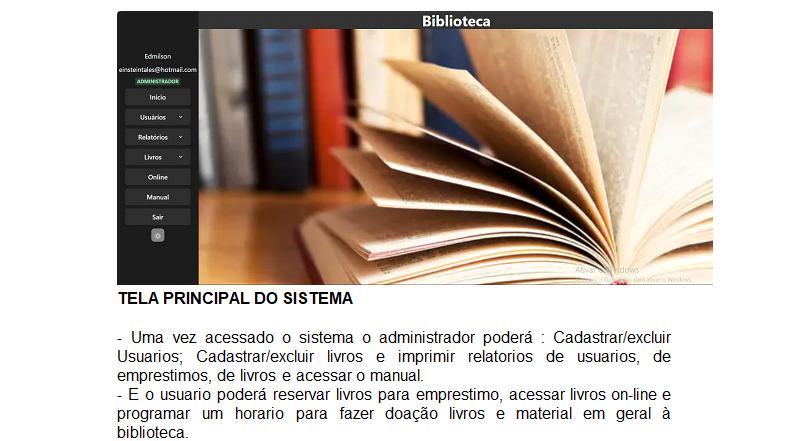 Biblioteca
Edmilson
einsteintales@hotmail.com
ADMINISTRADOR
Inicio
Usuários
Relatórios
Livros
Online
Manual
Sair
Ativar o Windows
para ativar o Windows.
TELA PRINCIPAL DO SISTEMA
- Uma vez acessado o sistema o administrador poderá : Cadastrar/excluir
Usuarios; Cadastrar/excluir livros e imprimir relatorios de usuarios, de
emprestimos, de livros e acessar o manual.
- E o usuario poderá reservar livros para emprestimo, acessar livros on-line e
programar um horario para fazer doação livros e material em geral à
biblioteca.